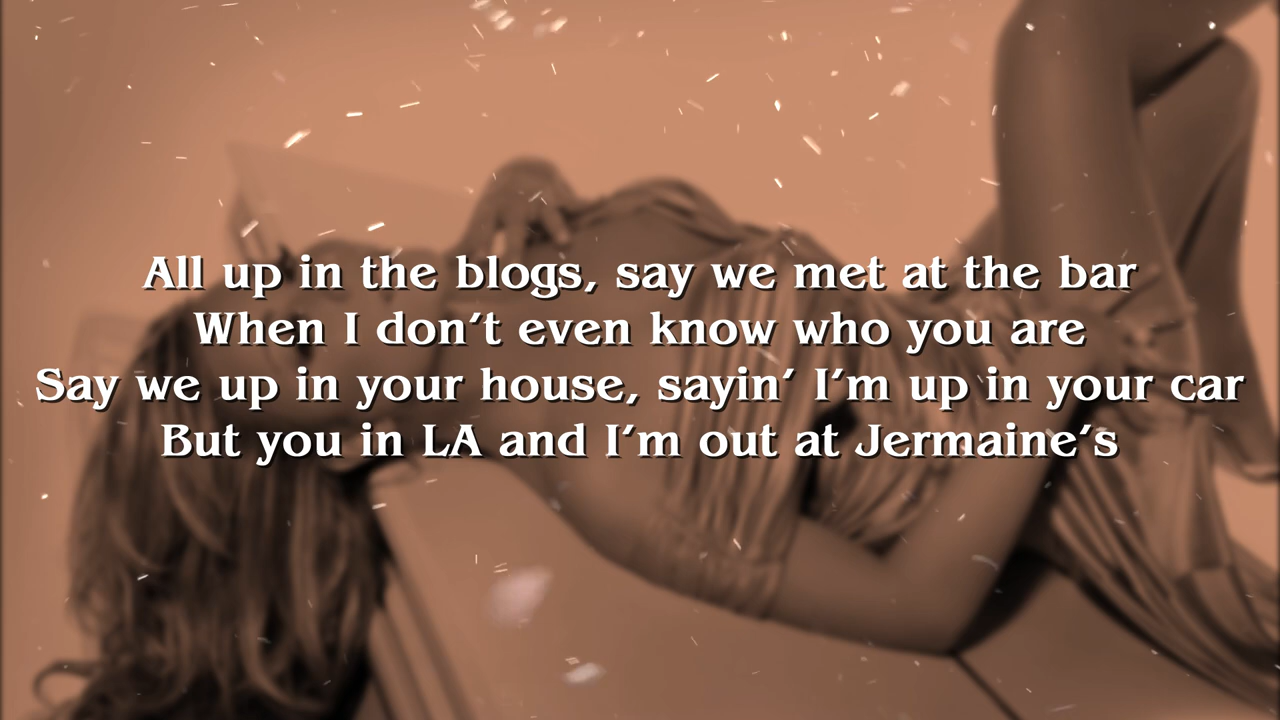 All up in the blogs, say we met at the bar
When I don't even know who you are
Say we up in your house, sayin' I'm up in your car
But you in LA and I'm out at Jermaine's